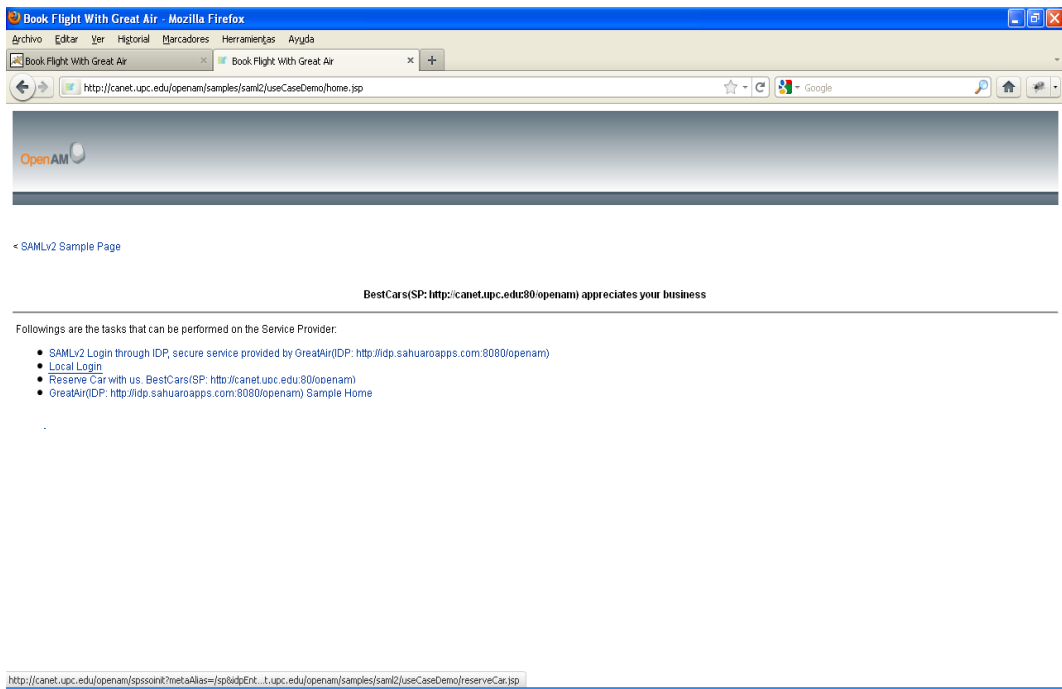 Book Flight With Great Air - Mozilla Firefox
Archivo Editar Ver Historial Marcadores Herramientas Ayuda
Book Flight With Great Air × Book Flight With Great Air × +
http://canet.upc.edu/openam/samples/saml2/useCaseDemo/home.jsp Google
OpenAM
< SAMLv2 Sample Page
BestCars(SP: http://canet.upc.edu:80/openam) appreciates your business
Followings are the tasks that can be performed on the Service Provider:
SAMLv2 Login through IDP, secure service provided by GreatAir(IDP: http://idp.sahuaroapps.com:8080/openam)
Local Login
Reserve Car with us. BestCars(SP: http://canet.upc.edu:80/openam)
GreatAir(IDP: http://idp.sahuaroapps.com:8080/openam) Sample Home
http://canet.upc.edu/openam/spssoinit?metaAlias=/sp&idpEnt...t.upc.edu/openam/samples/saml2/useCaseDemo/reserveCar.jsp